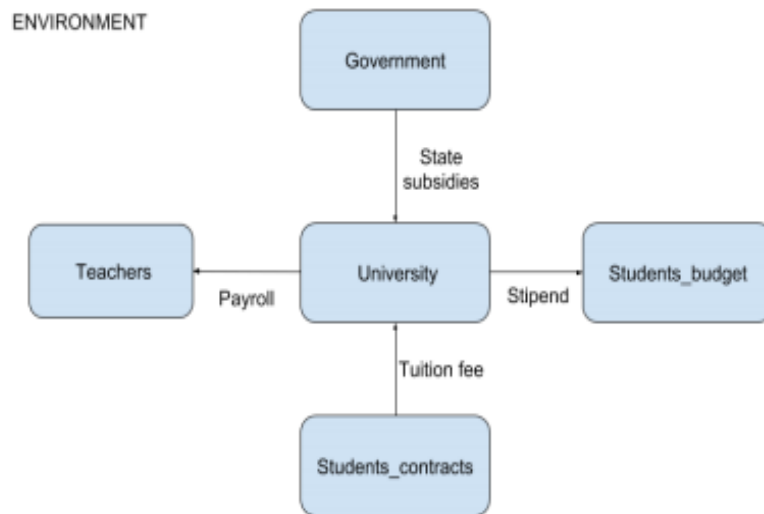 ENVIRONMENT
Government
State
subsidies
Teachers
University
Students_budget
Payroll
Stipend
Tuition fee
Students_contracts